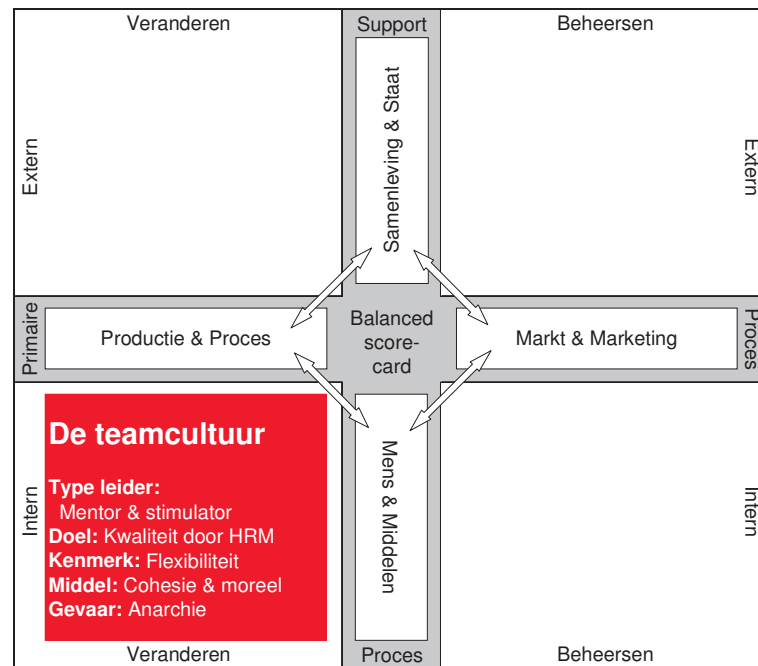 Veranderen
Support
Beheersen
Extern
Samenleving & Staat
Extern
Primaire
Productie & Proces
Balanced
score-
card
Markt & Marketing
Proces
De teamcultuur
Type leider:
Mentor & stimulator
Doel: Kwaliteit door HRM
Kenmerk: Flexibiliteit
Middel: Cohesie & moreel
Gevaar: Anarchie
Intern
Mens & Middelen
Intern
Veranderen
Proces
Beheersen